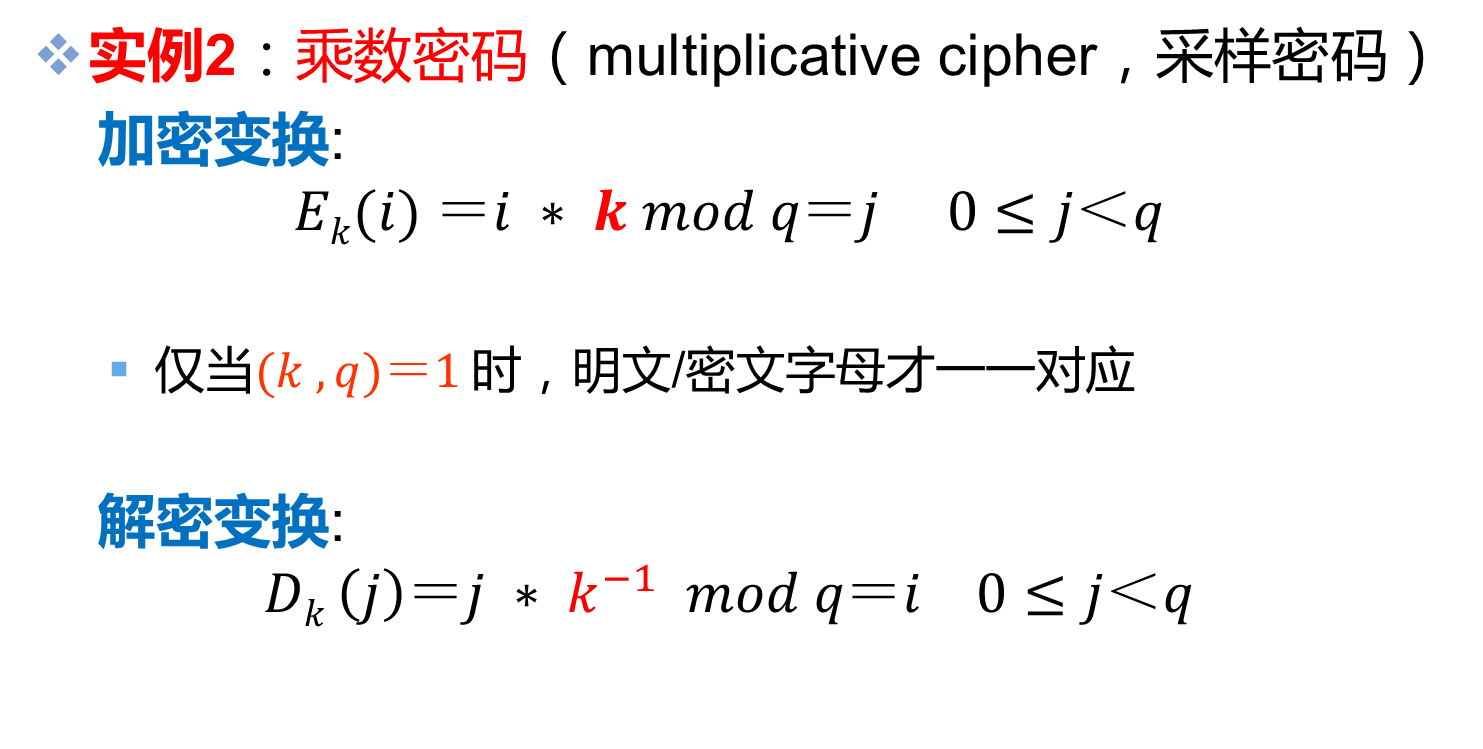 实例2：乘数密码（multiplicative cipher，采样密码）
加密变换:
E_k(i) ＝i ∗ k mod q＝j 0 ≤ j＜q
仅当(k ,q)＝1 时，明文/密文字母才一一对应
解密变换:
D_k (j)＝j ∗ k⁻¹ mod q＝i 0 ≤ j＜q